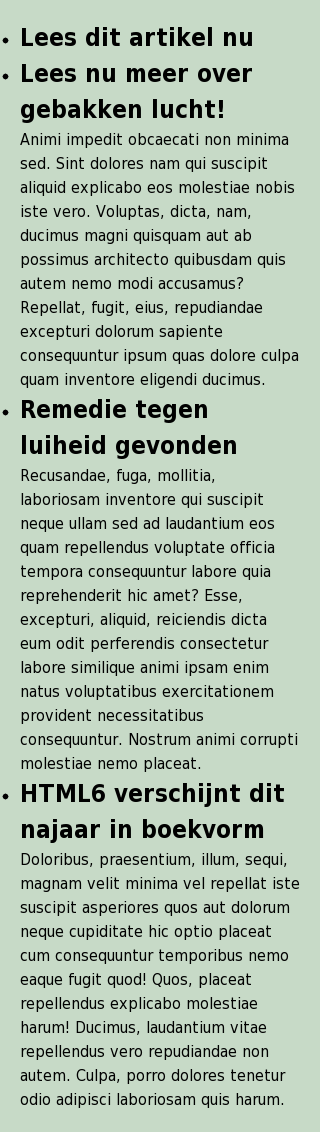 Lees dit artikel nu
Lees nu meer over
gebakken lucht!
Animi impedit obcaecati non minima
sed. Sint dolores nam qui suscipit
aliquid explicabo eos molestiae nobis
iste vero. Voluptas, dicta, nam,
ducimus magni quisquam aut ab
possimus architecto quibusdam quis
autem nemo modi accusamus?
Repellat, fugit, eius, repudiandae
excepturi dolorum sapiente
consequuntur ipsum quas dolore culpa
quam inventore eligendi ducimus.
Remedie tegen
luiheid gevonden
Recusandae, fuga, mollitia,
laboriosam inventore qui suscipit
neque ullam sed ad laudantium eos
quam repellendus voluptate officia
tempora consequuntur labore quia
reprehenderit hic amet? Esse,
excepturi, aliquid, reiciendis dicta
eum odit perferendis consectetur
labore similique animi ipsam enim
natus voluptatibus exercitationem
provident necessitatibus
consequuntur. Nostrum animi corrupti
molestiae nemo placeat.
HTML6 verschijnt dit
najaar in boekvorm
Doloribus, praesentium, illum, sequi,
magnam velit minima vel repellat iste
suscipit asperiores quos aut dolorum
neque cupiditate hic optio placeat
cum consequuntur temporibus nemo
eaque fugit quod! Quos, placeat
repellendus explicabo molestiae
harum! Ducimus, laudantium vitae
repellendus vero repudiandae non
autem. Culpa, porro dolores tenetur
odio adipisci laboriosam quis harum.